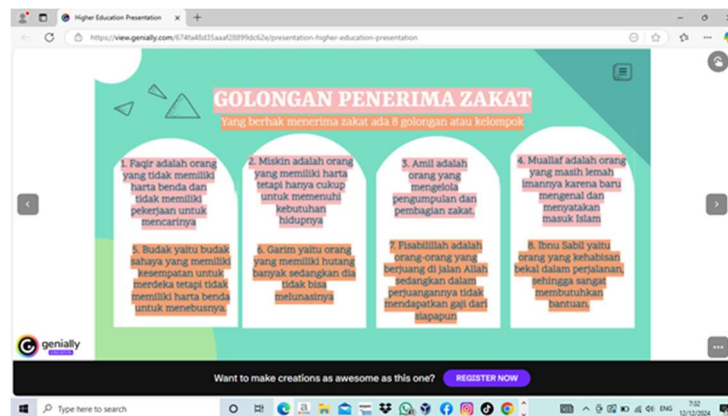 Higher Education Presentation
https://view.genially.com/674fa48d35aaaf28899dc62e/presentation-higher-education-presentation
GOLONGAN PENERIMA ZAKAT
Yang berhak menerima zakat ada 8 golongan atau kelompok
1. Faqir adalah orang
yang tidak memiliki
harta benda dan
tidak memiliki
pekerjaan untuk
mencarinya
2. Miskin adalah orang
yang memiliki harta
tetapi hanya cukup
untuk memenuhi
kebutuhan
hidupnya
3. Amil adalah
orang yang
mengelola
pengumpulan dan
pembagian zakat.
4. Muallaf adalah orang
yang masih lemah
imannya karena baru
mengenal dan
menyatakan
masuk Islam
5. Budak yaitu budak
sahaya yang memiliki
kesempatan untuk
merdeka tetapi tidak
memiliki harta benda
untuk menebusnya.
6. Garim yaitu orang
yang memiliki hutang
banyak sedangkan dia
tidak bisa
melunasinya
7. Fisabilillah adalah
orang-orang yang
berjuang di jalan Allah
sedangkan dalam
perjuangannya tidak
mendapatkan gaji dari
siapapun
8. Ibnu Sabil yaitu
orang yang kehabisan
bekal dalam perjalanan,
sehingga sangat
membutuhkan
bantuan.
genially
Want to make creations as awesome as this one?
REGISTER NOW
Type here to search
ENG
7:32
12/12/2024